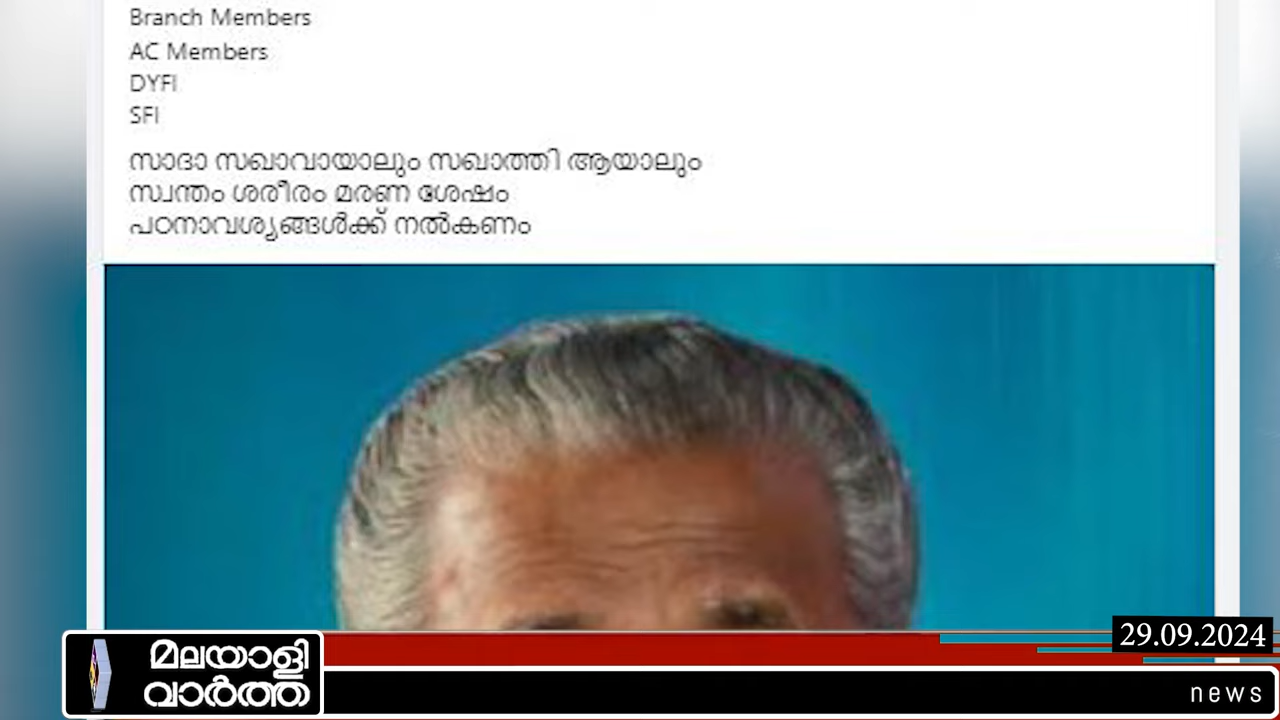 Branch Members
AC Members
DYFI
SFI
സാദാ സഖാവായാലും സഖാത്തി ആയാലും
സ്വന്തം ശരീരം മരണ ശേഷം
പഠനാവശ്യങ്ങൾക്ക് നൽകണം
29.09.2024
മലയാളി
വാർത്ത
news